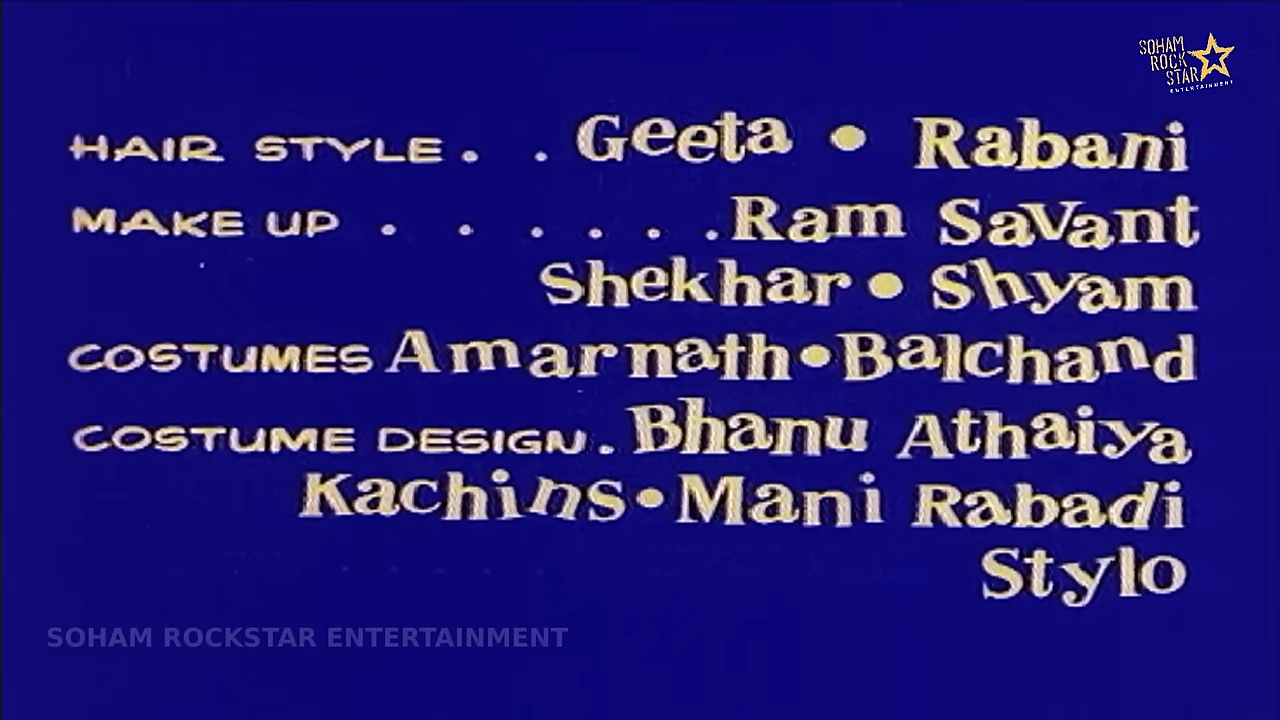 SOHAM
ROCK
STAR
ENTERTAINMENT
HAIR STYLE. . Geeta • Rabani
MAKE UP . . . . . . Ram Savant
Shekhar • Shyam
COSTUMES Amarnath • Balchand
COSTUME DESIGN. Bhanu Athaiya
Kachins • Mani Rabadi
Stylo
SOHAM ROCKSTAR ENTERTAINMENT